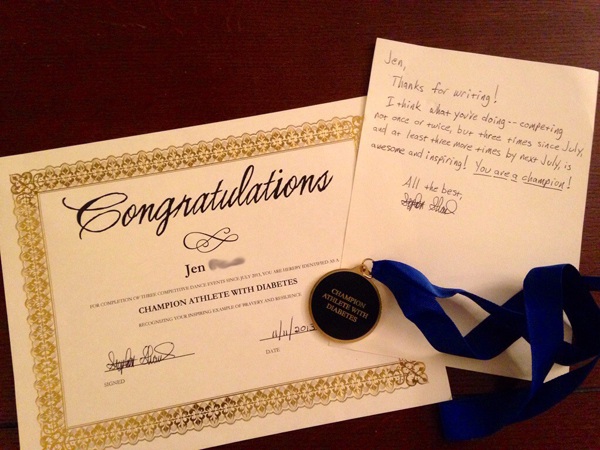 Congratulations
Jen
FOR COMPLETION OF THREE COMPETITIVE DANCE EVENTS SINCE JULY 2013, YOU ARE HEREBY IDENTIFIED AS A
CHAMPION ATHLETE WITH DIABETES
RECOGNIZING YOUR INSPIRING EXAMPLE OF BRAVERY AND RESILIENCE.
11/11/2013
SIGNED
DATE
Jen,
Thanks for writing!
I think what you're doing -- competing
not once or twice, but three times since July,
and at least three more times by next July, is
awesome and inspiring! You are a champion!
All the best,
CHAMPION
ATHLETE WITH
DIABETES